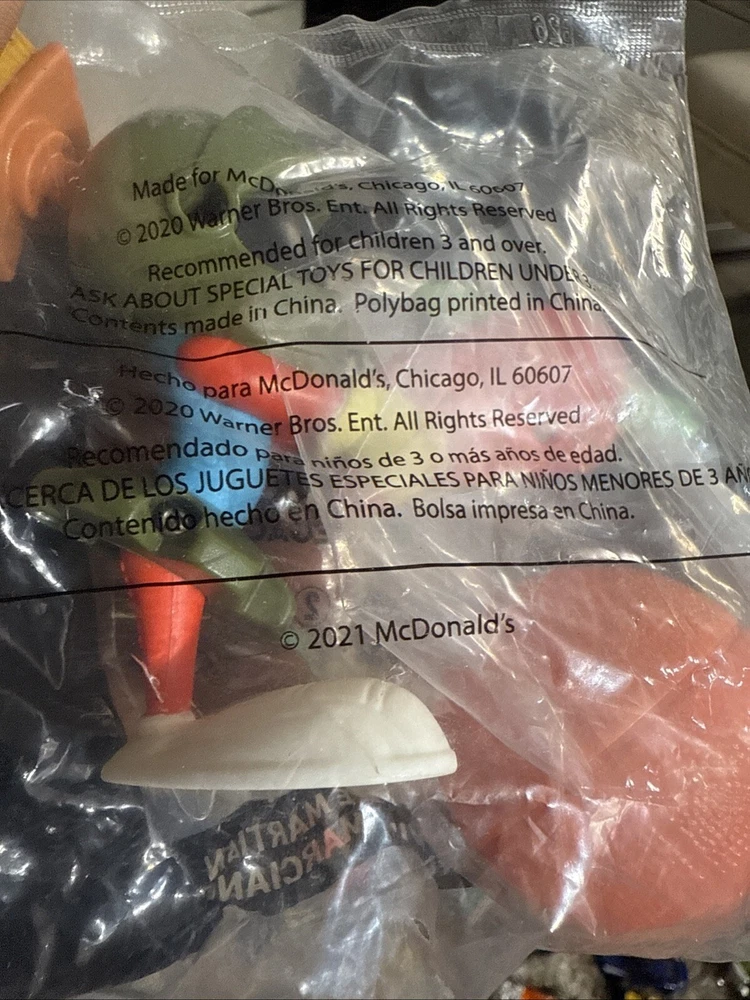 Made for McDonald's, Chicago, IL 60607
© 2020 Warner Bros. Ent. All Rights Reserved
Recommended for children 3 and over.
ASK ABOUT SPECIAL TOYS FOR CHILDREN UNDER 3.
Contents made in China. Polybag printed in China.
Hecho para McDonald's, Chicago, IL 60607
© 2020 Warner Bros. Ent. All Rights Reserved
Recomendado para niños de 3 o más años de edad.
CERCA DE LOS JUGUETES ESPECIALES PARA NIÑOS MENORES DE 3 AÑ
Contenido hecho en China. Bolsa impresa en China.
2
© 2021 McDonald's
MARTIAN
MARCIAN